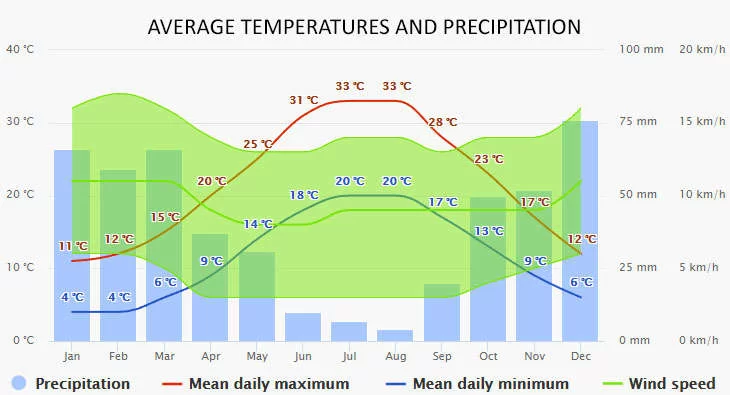 AVERAGE TEMPERATURES AND PRECIPITATION
40 °C 100 mm 20 km/h
33 °C 33 °C
31 °C
30 °C 28 °C 75 mm 15 km/h
25 °C
23 °C
20 °C 20 °C 20 °C
20 °C 18 °C 17 °C 17 °C 50 mm 10 km/h
15 °C 14 °C 13 °C
11 °C 12 °C 12 °C
9 °C 9 °C
10 °C 25 mm 5 km/h
4 °C 4 °C 6 °C 6 °C
0 °C 0 mm 0 km/h
Jan Feb Mar Apr May Jun Jul Aug Sep Oct Nov Dec
Precipitation Mean daily maximum Mean daily minimum Wind speed